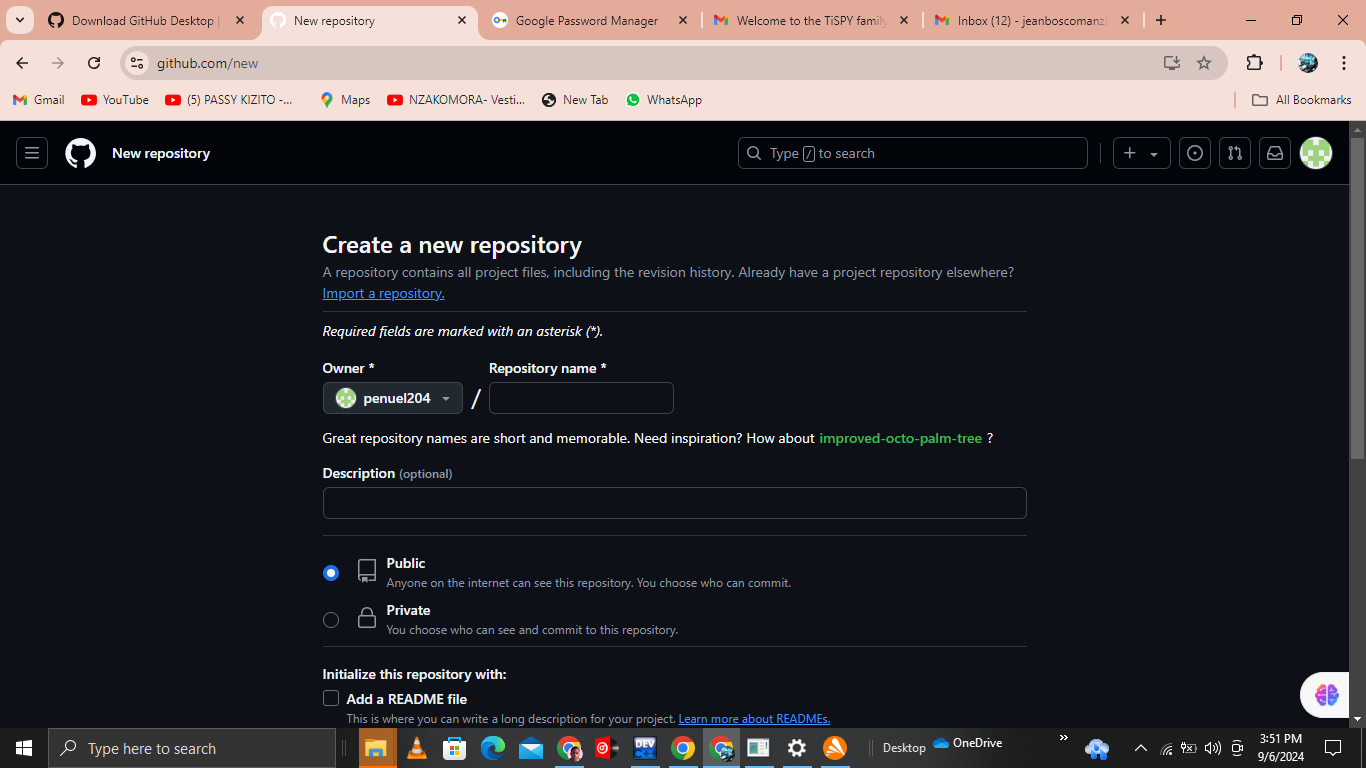 Download GitHub Desktop |
New repository
Google Password Manager
Welcome to the TiSPY family
Inbox (12) - jeanboscomanzi
github.com/new
Gmail
YouTube
(5) PASSY KIZITO -...
Maps
NZAKOMORA- Vesti...
New Tab
WhatsApp
All Bookmarks
New repository
Type / to search
Create a new repository
A repository contains all project files, including the revision history. Already have a project repository elsewhere?
Import a repository.
Required fields are marked with an asterisk (*).
Owner *
Repository name *
penuel204
/
Great repository names are short and memorable. Need inspiration? How about improved-octo-palm-tree ?
Description (optional)
Public
Anyone on the internet can see this repository. You choose who can commit.
Private
You choose who can see and commit to this repository.
Initialize this repository with:
Add a README file
This is where you can write a long description for your project. Learn more about READMEs.
Type here to search
DEV
C++
Desktop
OneDrive
3:51 PM
9/6/2024